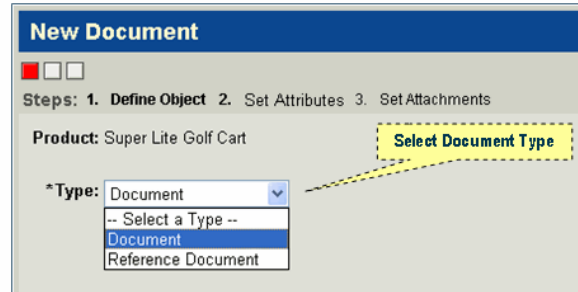 New Document
Steps: 1. Define Object 2. Set Attributes 3. Set Attachments
Product: Super Lite Golf Cart
Select Document Type
*Type: Document
-- Select a Type --
Document
Reference Document